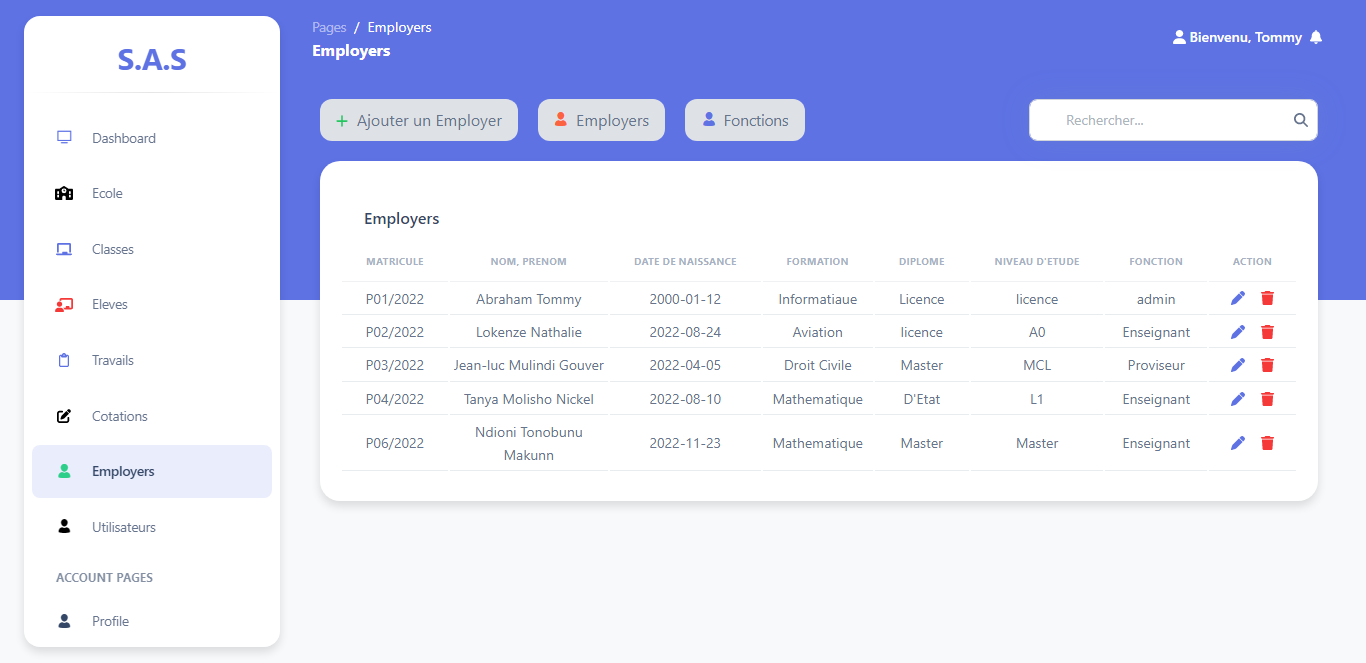 S.A.S
Dashboard
Ecole
Classes
Eleves
Travails
Cotations
Employers
Utilisateurs
ACCOUNT PAGES
Profile
Pages / Employers
Employers
Bienvenu, Tommy
+ Ajouter un Employer
Employers
Fonctions
Rechercher...
Employers
MATRICULE NOM, PRENOM DATE DE NAISSANCE FORMATION DIPLOME NIVEAU D'ETUDE FONCTION ACTION
P01/2022 Abraham Tommy 2000-01-12 Informatiaue Licence licence admin
P02/2022 Lokenze Nathalie 2022-08-24 Aviation licence A0 Enseignant
P03/2022 Jean-luc Mulindi Gouver 2022-04-05 Droit Civile Master MCL Proviseur
P04/2022 Tanya Molisho Nickel 2022-08-10 Mathematique D'Etat L1 Enseignant
P06/2022 Ndioni Tonobunu Makunn 2022-11-23 Mathematique Master Master Enseignant